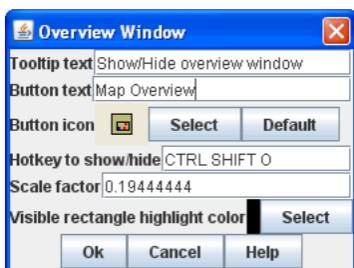 Overview Window
Tooltip text Show/Hide overview window
Button text Map Overview
Button icon Select Default
Hotkey to show/hide CTRL SHIFT O
Scale factor 0.19444444
Visible rectangle highlight color Select
Ok Cancel Help